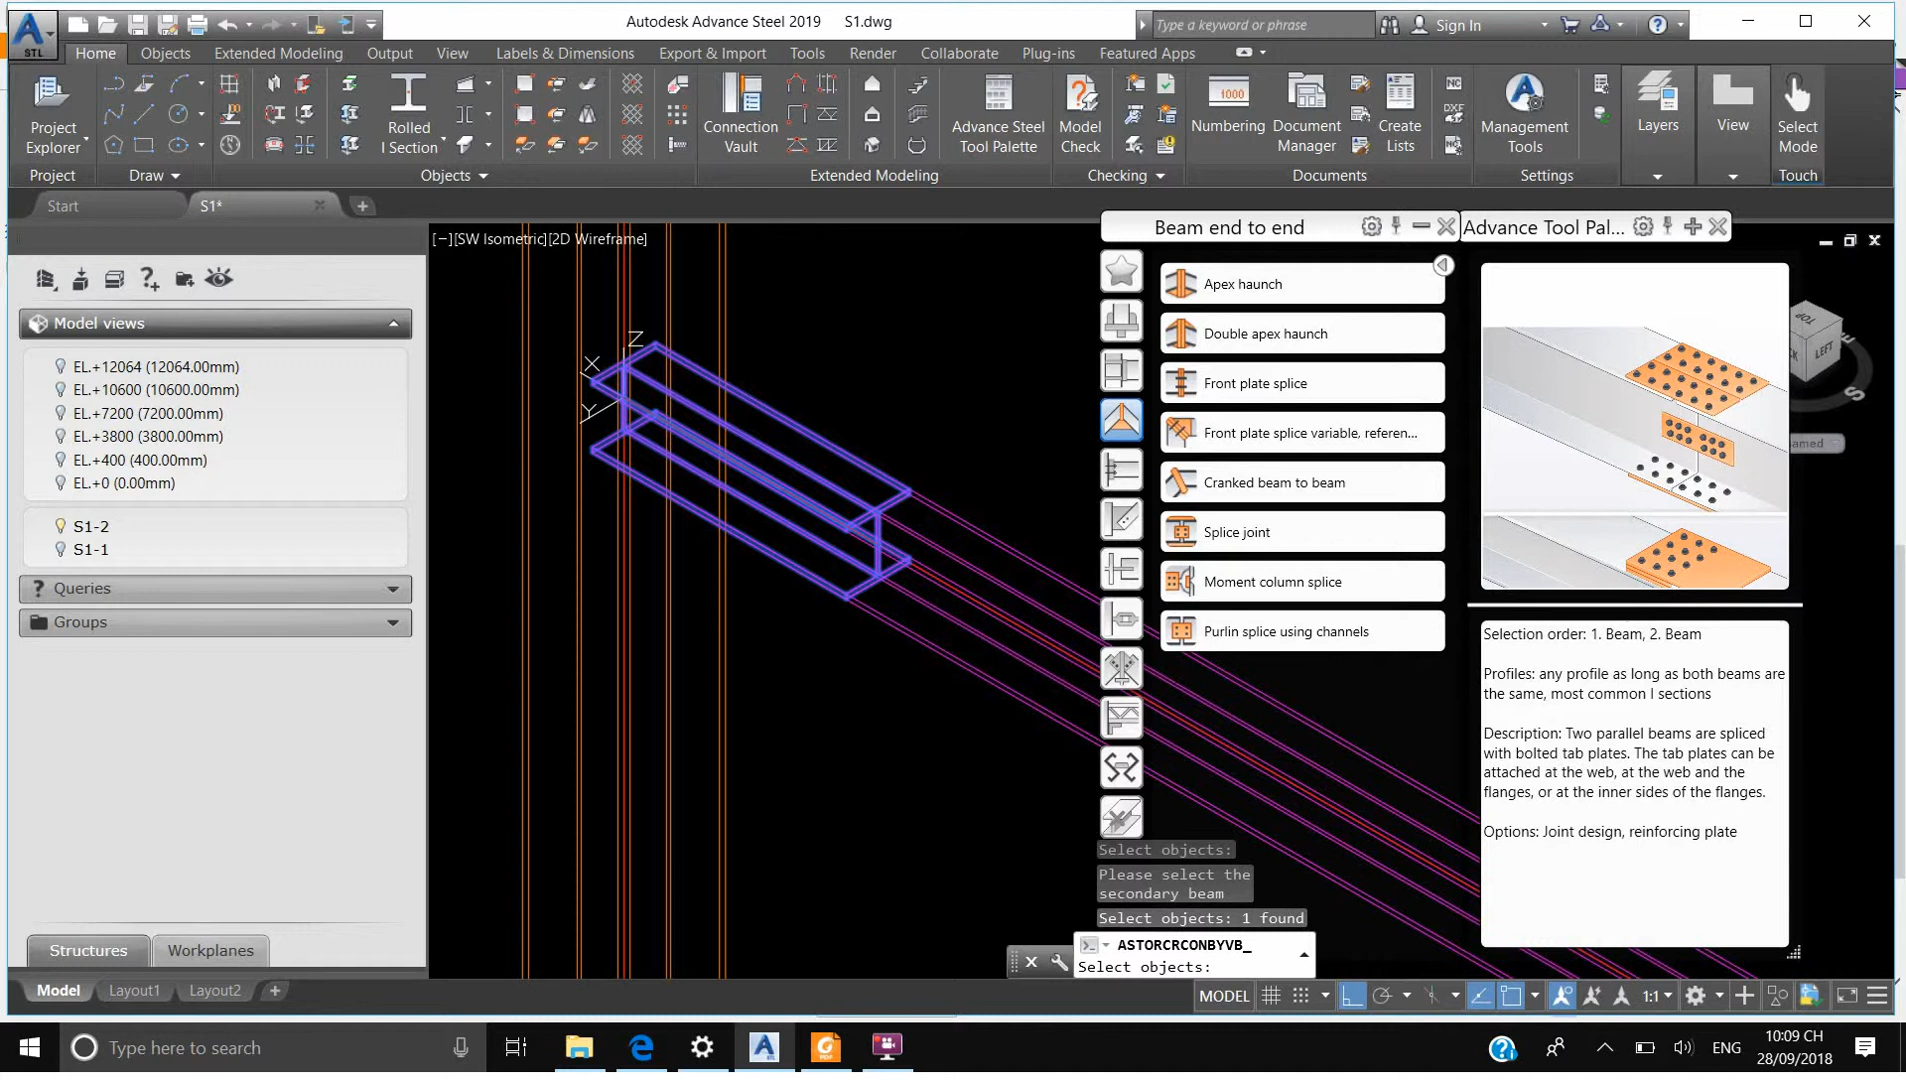 Autodesk Advance Steel 2019 S1.dwg
Type a keyword or phrase
Sign In
STL
Home Objects Extended Modeling Output View Labels & Dimensions Export & Import Tools Render Collaborate Plug-ins Featured Apps
Project
Explorer
Rolled
I Section
Connection
Vault
Advance Steel
Tool Palette
Model
Check
1000
Numbering
Document
Manager
Create
Lists
NC
DXF
Management
Tools
Layers
View
Select
Mode
Project
Draw
Objects
Extended Modeling
Checking
Documents
Settings
Touch
Start
S1*
[−][SW Isometric][2D Wireframe]
Model views
EL.+12064 (12064.00mm)
EL.+10600 (10600.00mm)
EL.+7200 (7200.00mm)
EL.+3800 (3800.00mm)
EL.+400 (400.00mm)
EL.+0 (0.00mm)
S1-2
S1-1
Queries
Groups
Structures
Workplanes
Z
X
Y
Beam end to end
Apex haunch
Double apex haunch
Front plate splice
Front plate splice variable, referen...
Cranked beam to beam
Splice joint
Moment column splice
Purlin splice using channels
Advance Tool Pal...
TOP
LEFT
S
Selection order: 1. Beam, 2. Beam
Profiles: any profile as long as both beams are
the same, most common I sections
Description: Two parallel beams are spliced
with bolted tab plates. The tab plates can be
attached at the web, at the web and the
flanges, or at the inner sides of the flanges.
Options: Joint design, reinforcing plate
Select objects:
Please select the
secondary beam
Select objects: 1 found
ASTORCRCONBYVB_
Select objects:
Model Layout1 Layout2
MODEL
1:1
Type here to search
PDF
ENG
10:09 CH
28/09/2018